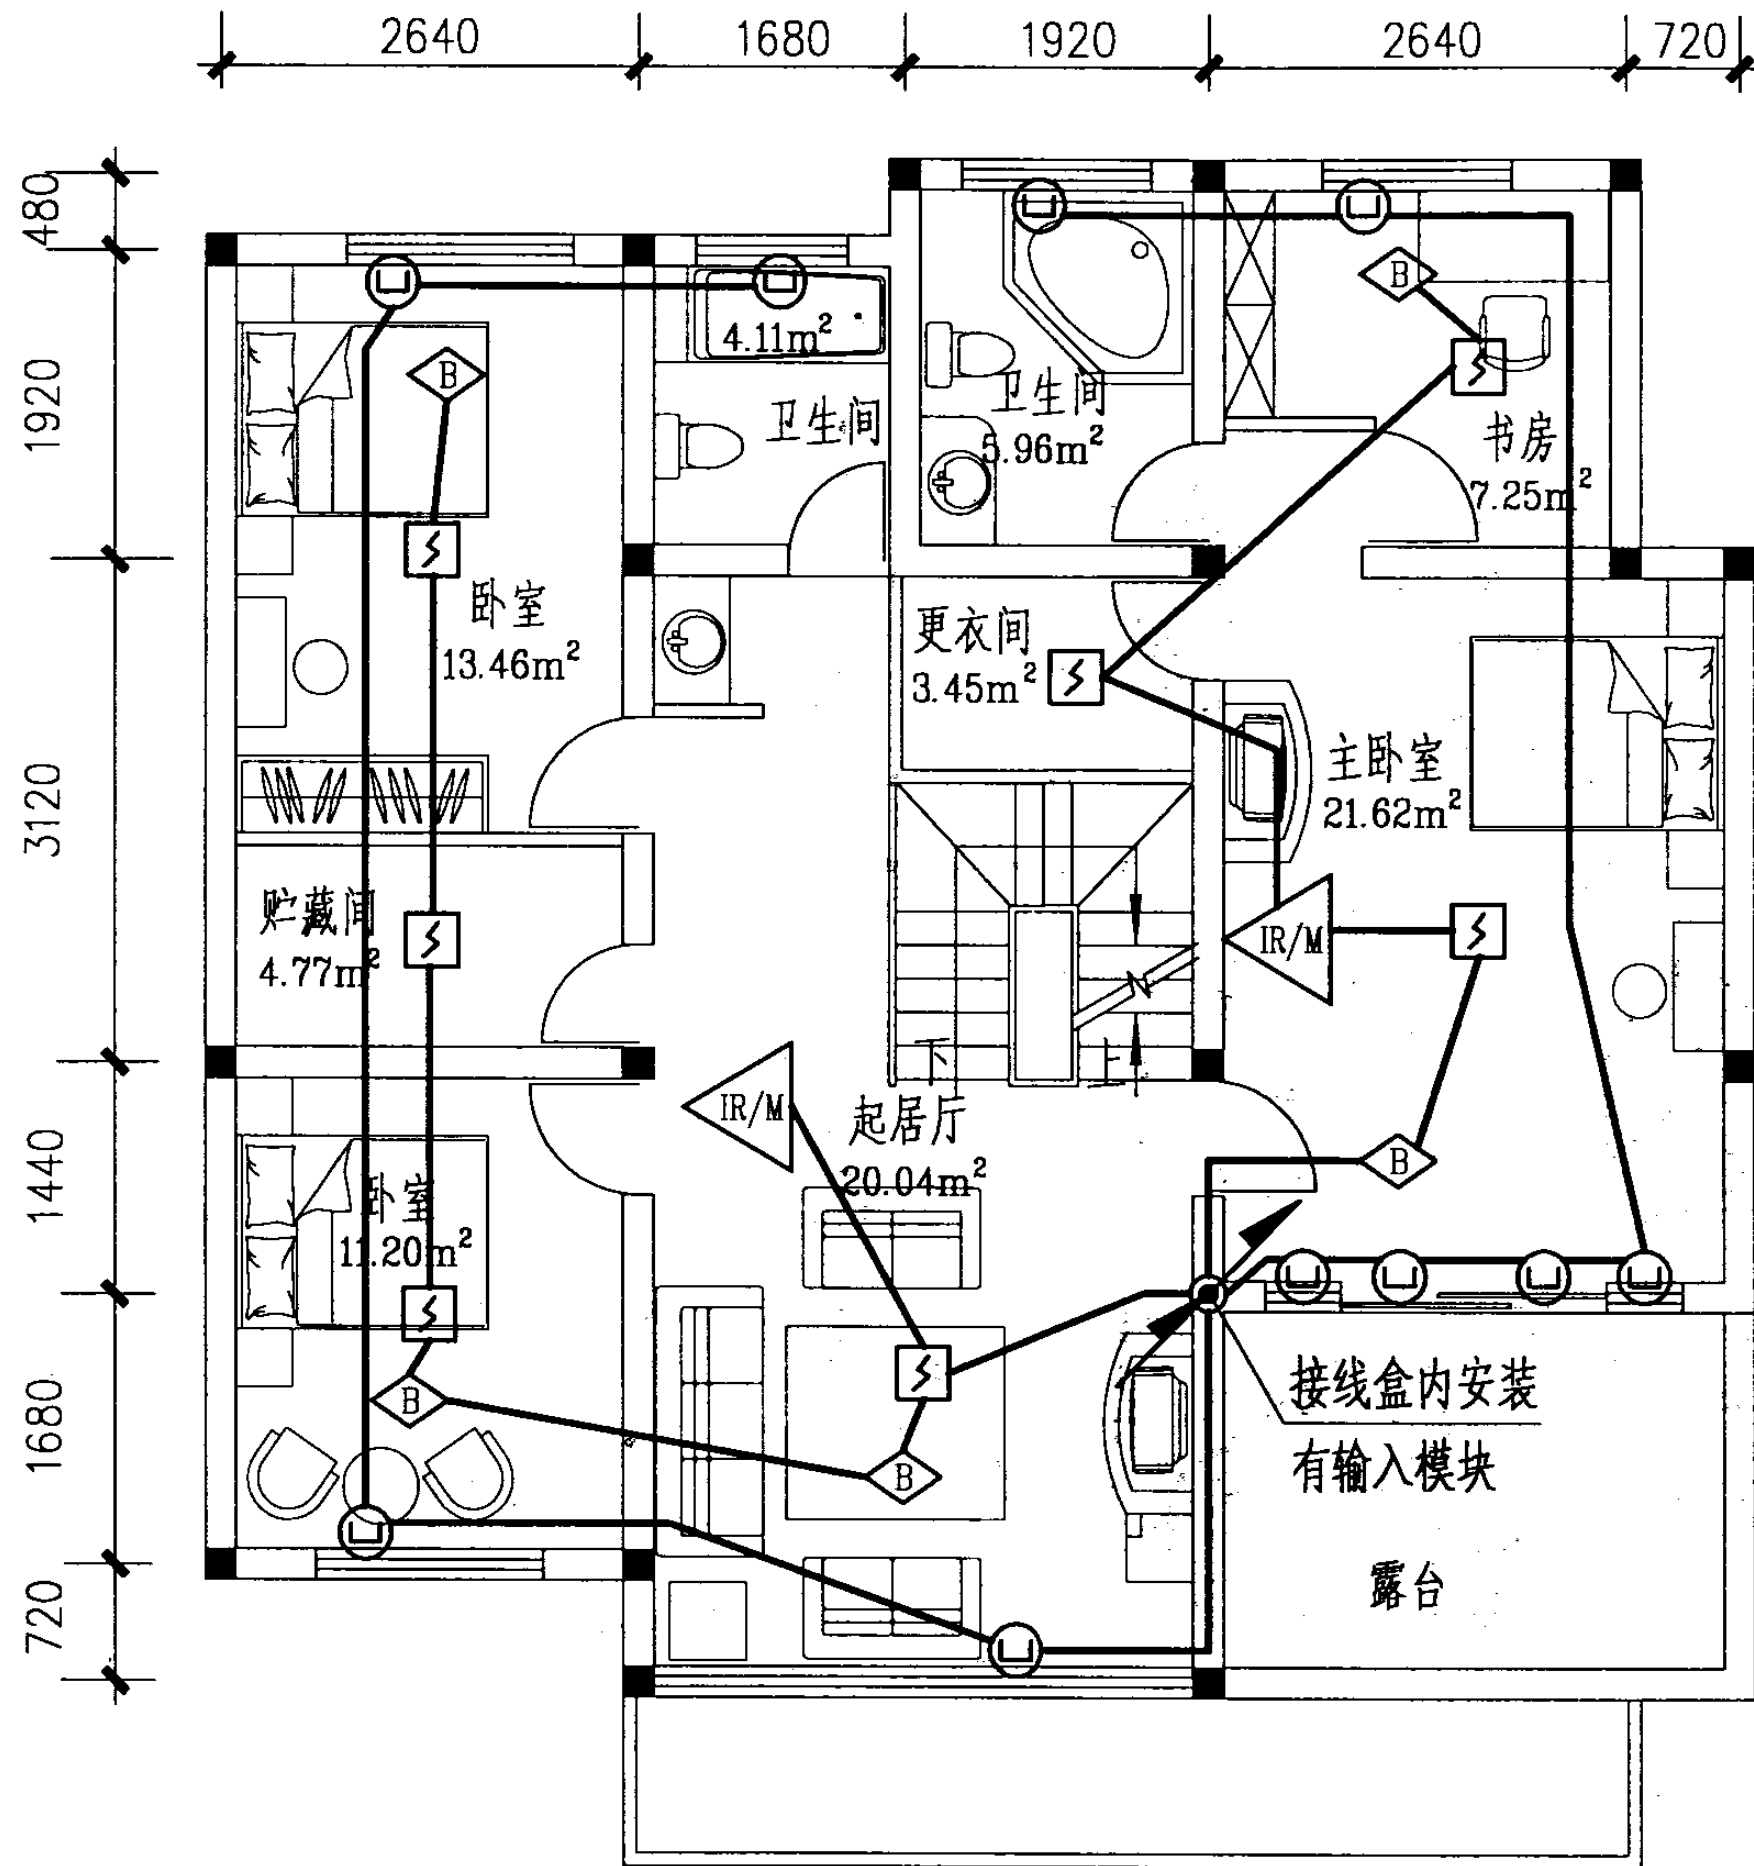 2640 1680 1920 2640 720
480
1920
3120
1440
1680
720
B
4.11m²
卫生间
卫生间
5.96m²
B
书房
7.25m²
卧室
13.46m²
更衣间
3.45m²
主卧室
21.62m²
贮藏间
4.77m²
IR/M
下
上
IR/M
起居厅
20.04m²
B
卧室
11.20m²
B
B
接线盒内安装
有输入模块
露台